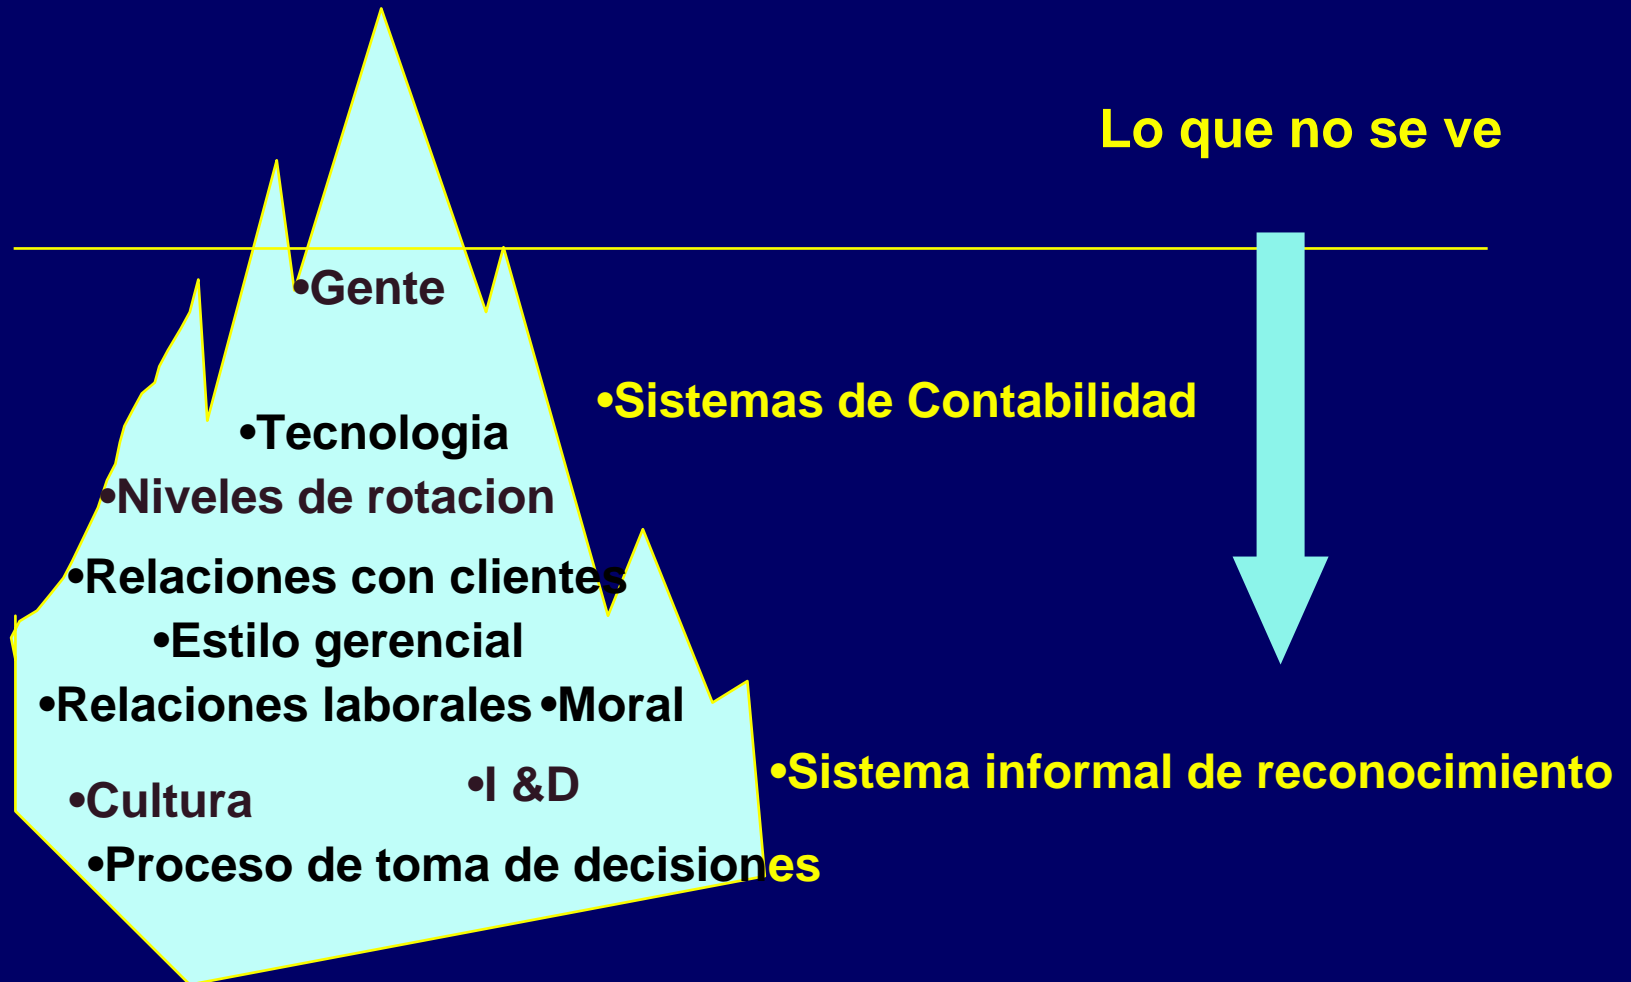 Lo que no se ve
•Gente
•Sistemas de Contabilidad
•Tecnologia
•Niveles de rotacion
•Relaciones con clientes
•Estilo gerencial
•Relaciones laborales •Moral
•Sistema informal de reconocimiento
•I &D
•Cultura
•Proceso de toma de decisiones